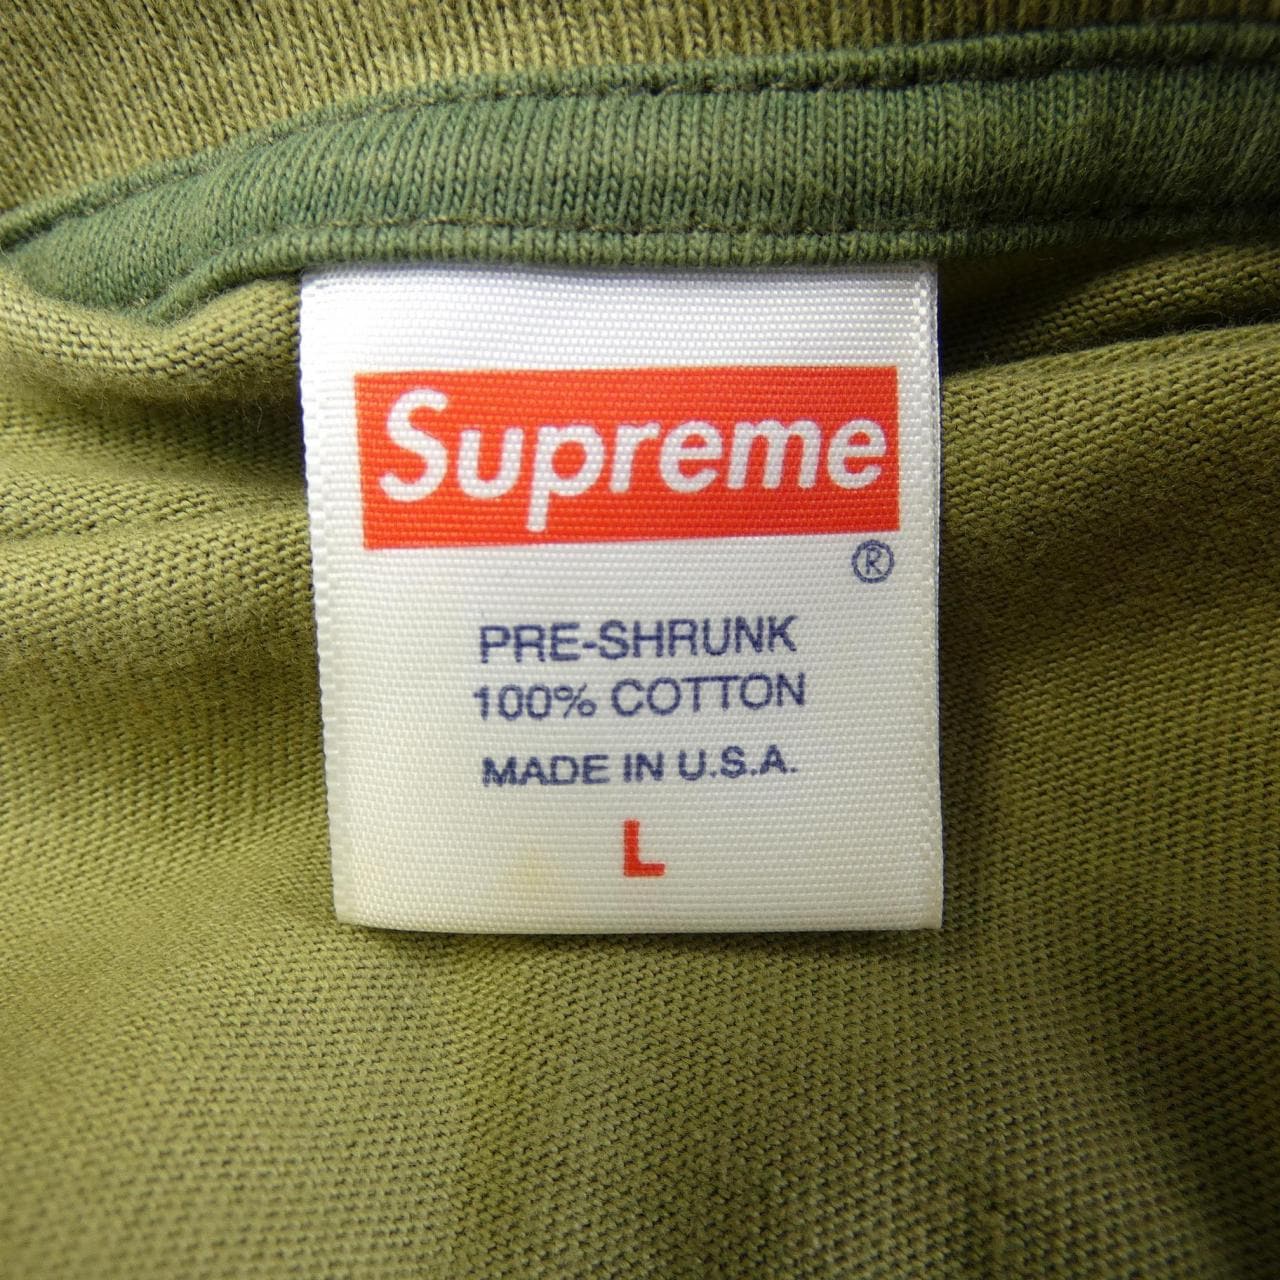 Supreme
®
PRE-SHRUNK
100% COTTON
MADE IN U.S.A.
L